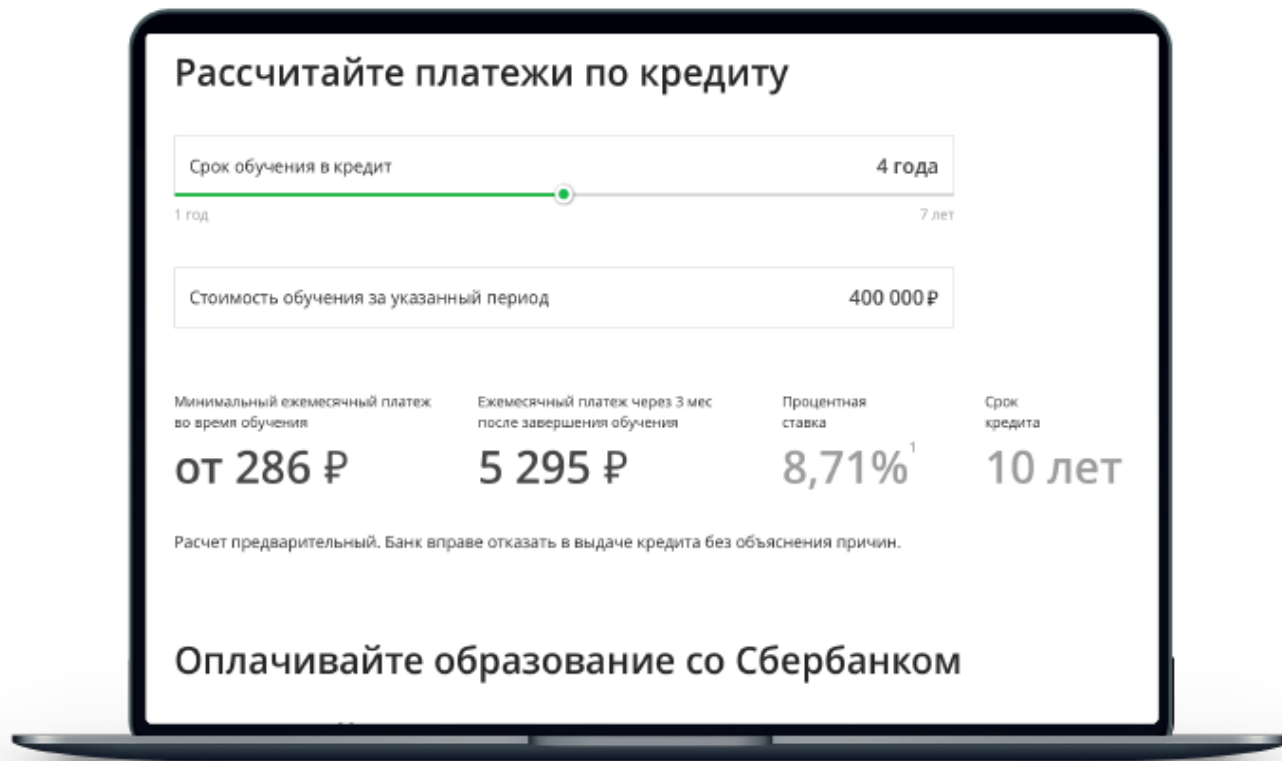 Рассчитайте платежи по кредиту
Срок обучения в кредит 4 года
1 год 7 лет
Стоимость обучения за указанный период 400 000 ₽
Минимальный ежемесячный платеж
во время обучения
от 286 ₽
Ежемесячный платеж через 3 мес
после завершения обучения
5 295 ₽
Процентная
ставка
8,71%¹
Срок
кредита
10 лет
Расчет предварительный. Банк вправе отказать в выдаче кредита без объяснения причин.
Оплачивайте образование со Сбербанком